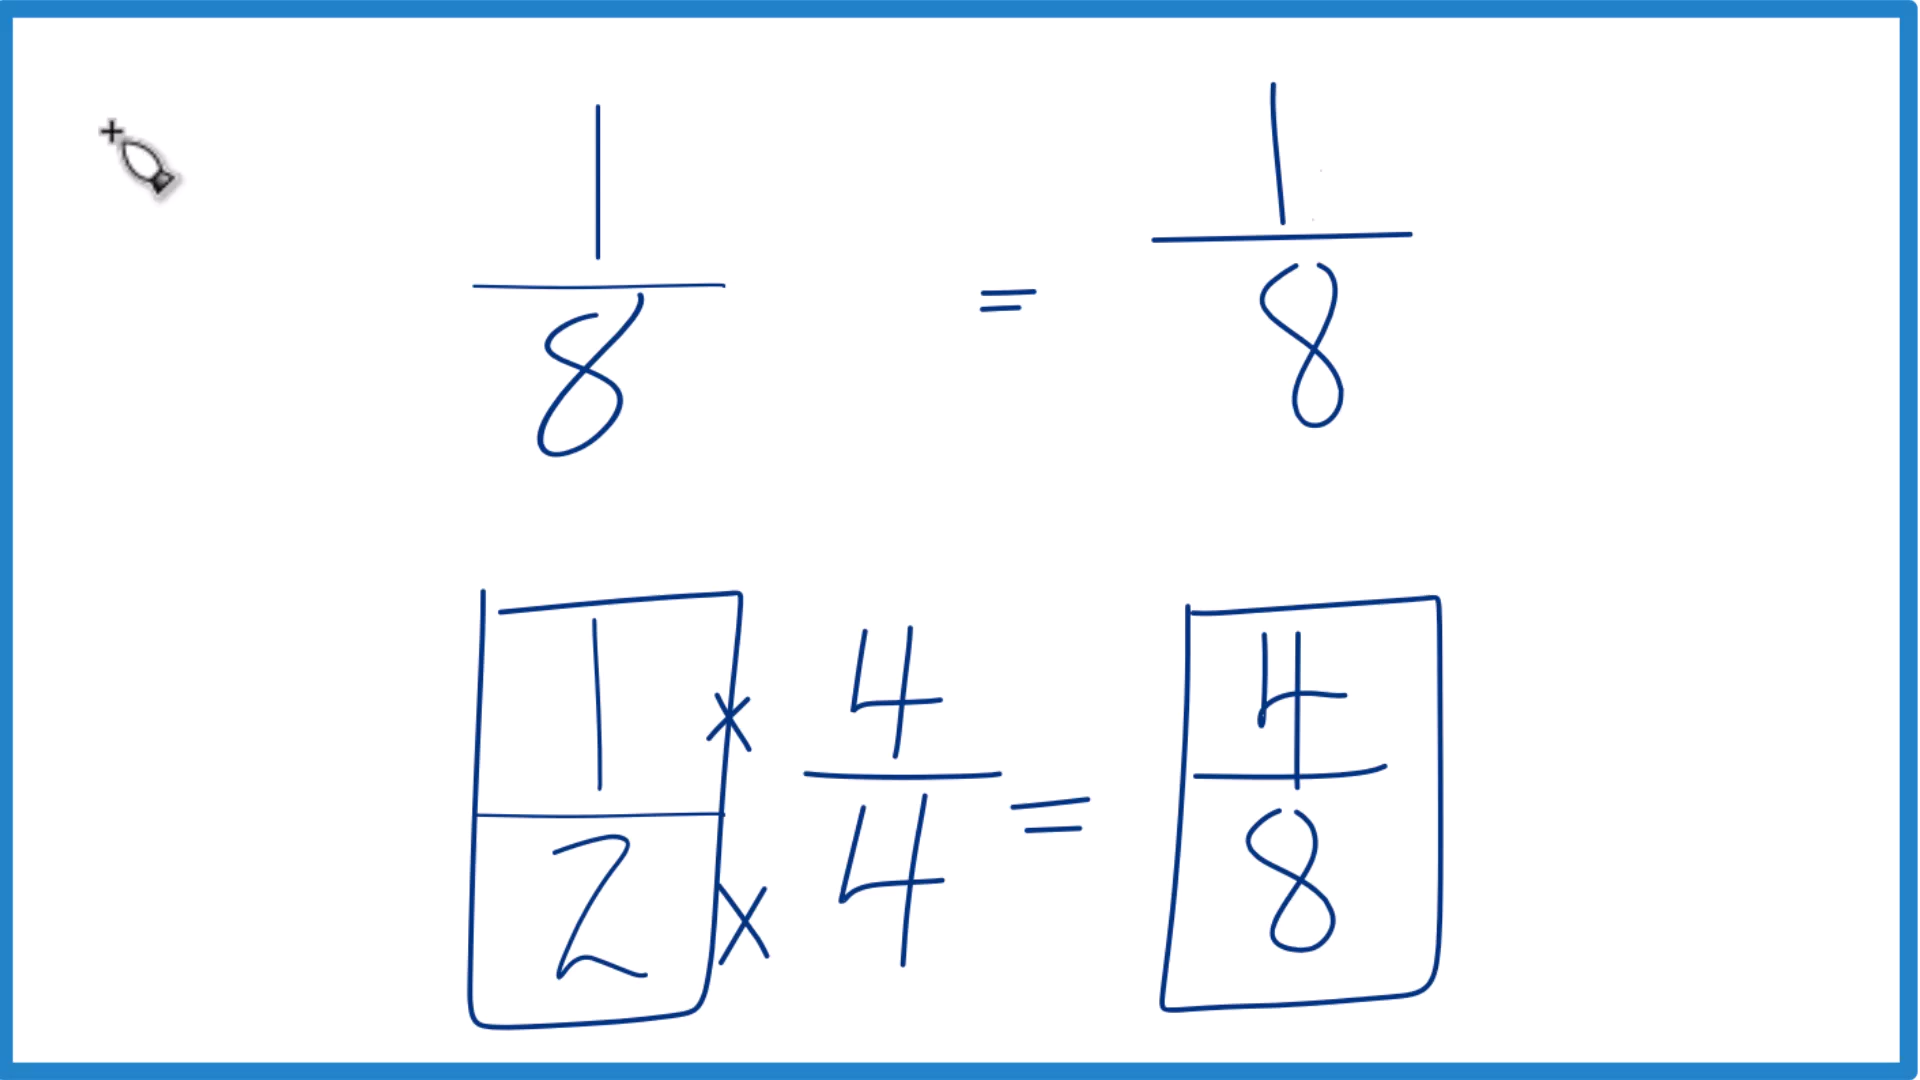 1/8 = 1/8
1/2 × 4/4 = 4/8